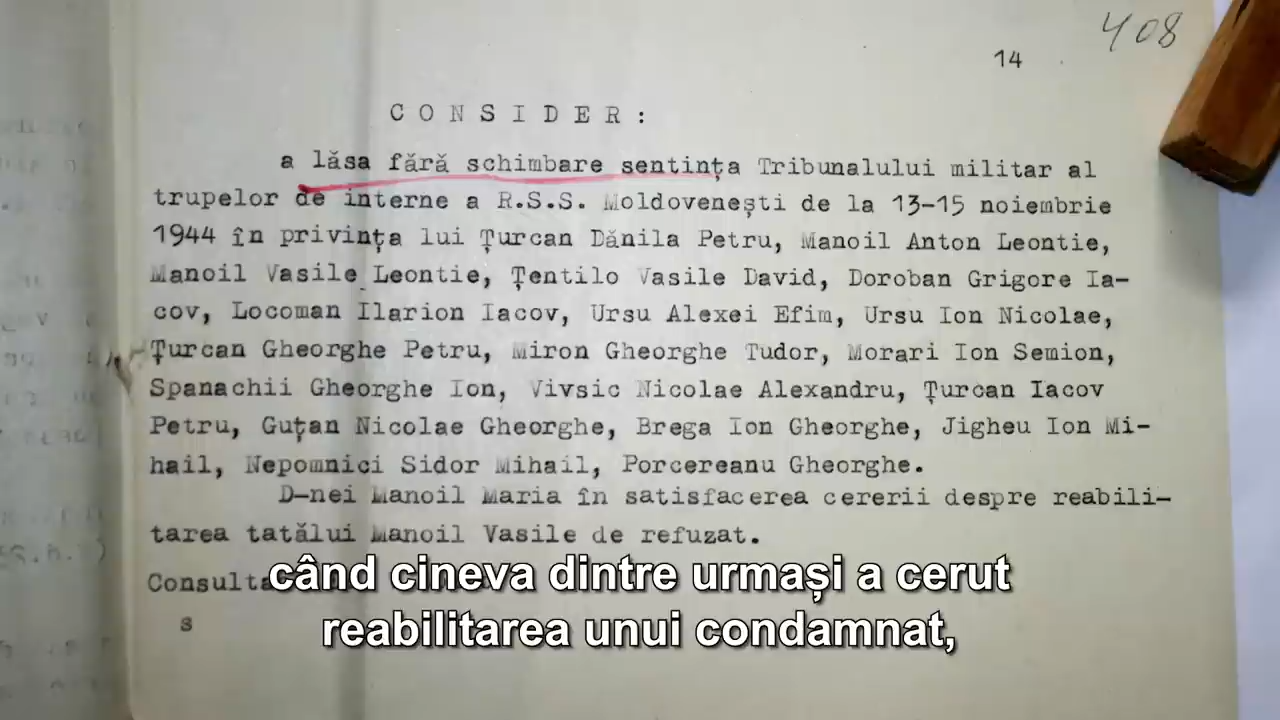 408
14
CONSIDER:
a lăsa fără schimbare sentința Tribunalului militar al
trupelor de interne a R.S.S. Moldovenești de la 13-15 noiembrie
1944 în privința lui Țurcan Dănila Petru, Manoil Anton Leontie,
Manoil Vasile Leontie, Țentilo Vasile David, Doroban Grigore Ia-
cov, Locoman Ilarion Iacov, Ursu Alexei Efim, Ursu Ion Nicolae,
Țurcan Gheorghe Petru, Miron Gheorghe Tudor, Morari Ion Semion,
Spanachii Gheorghe Ion, Vivsic Nicolae Alexandru, Țurcan Iacov
Petru, Guțan Nicolae Gheorghe, Brega Ion Gheorghe, Jigheu Ion Mi-
hail, Nepomnici Sidor Mihail, Porcereanu Gheorghe.
D-nei Manoil Maria în satisfacerea cererii despre reabili-
tarea tatălui Manoil Vasile de refuzat.
Consulta
s
când cineva dintre urmași a cerut
reabilitarea unui condamnat,